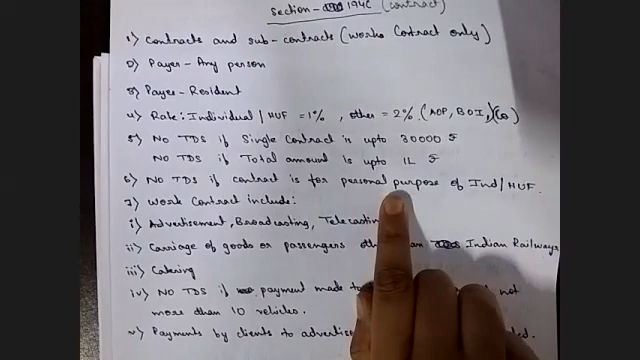 Section - 194C (Contract)
1) Contracts and sub-contracts (Works Contract only)
2) Payer - Any person
3) Payee - Resident
4) Rate: Individual / HUF = 1% , other = 2% (AOP, BOI, Co)
5) NO TDS if Single Contract is upto 30000 ₹
NO TDS if Total amount is upto 1L ₹
6) NO TDS if contract is for personal purpose of Ind/HUF.
7) Work Contract include:
i) Advertisement, Broadcasting, Telecasting
ii) Carriage of goods or passengers other than Indian Railways
iii) Catering
iv) NO TDS if payment made to not
more than 10 vehicles.
v) Payments by clients to